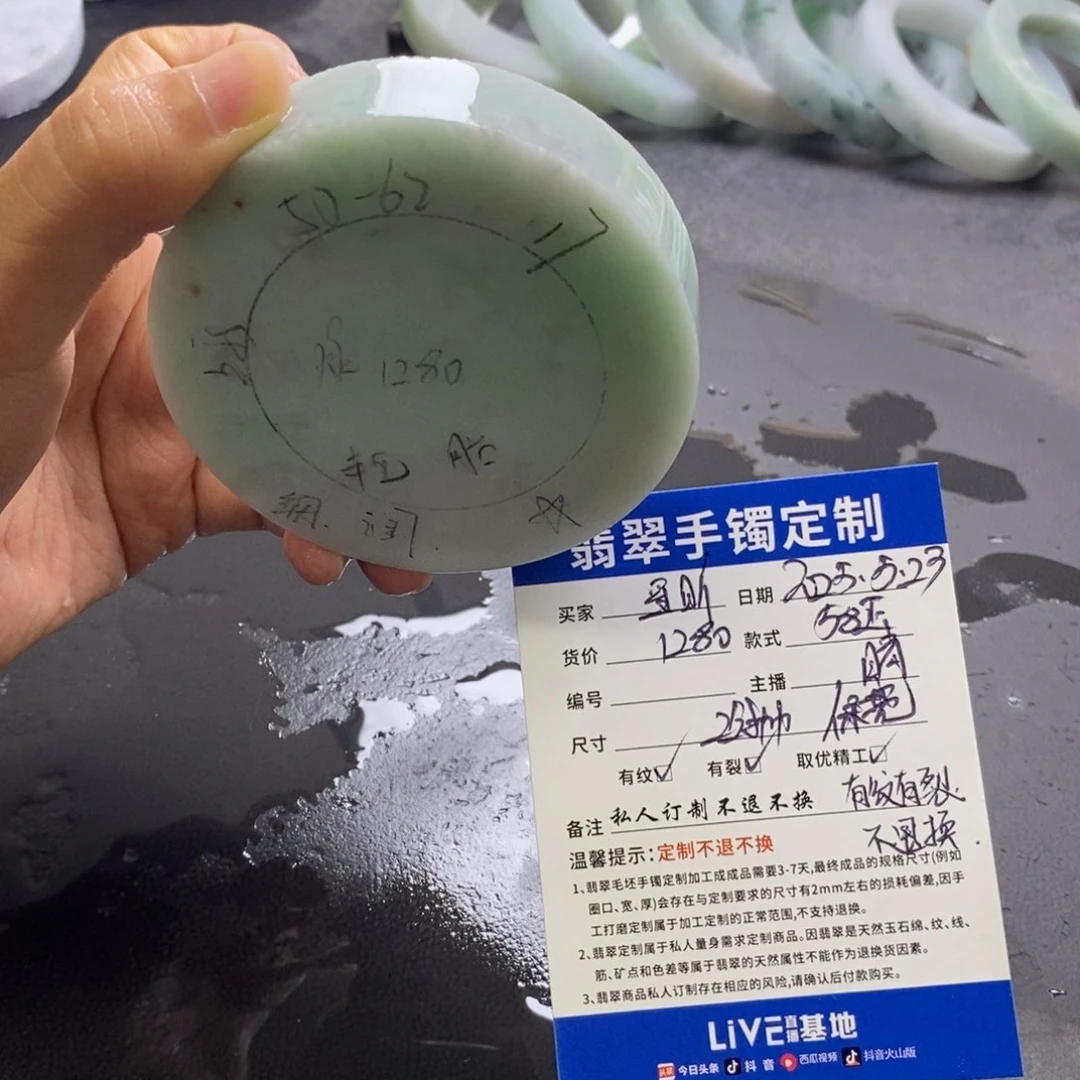 50-62
17
1280
细 润
翡翠手镯定制
买家 日期 2025.5.23
货价 1280 款式 58正
编号 主播
尺寸
有纹✓ 有裂✓ 取优精工✓
备注 私人订制不退不换 有纹有裂
不退换
温馨提示:定制不退不换
1、翡翠毛坯手镯定制加工成成品需要3-7天,最终成品的规格尺寸(例如
圈口、宽、厚)会存在与定制要求的尺寸有2mm左右的损耗偏差,因手
工打磨定制属于加工定制的正常范围,不支持退换。
2、翡翠定制属于私人量身需求定制商品。因翡翠是天然玉石绵、纹、线、
筋、矿点和色差等属于翡翠的天然属性不能作为退换货因素。
3、翡翠商品私人订制存在相应的风险,请确认后付款购买。
LiVE直播基地
头条 今日头条 抖音 西瓜视频 抖音火山版